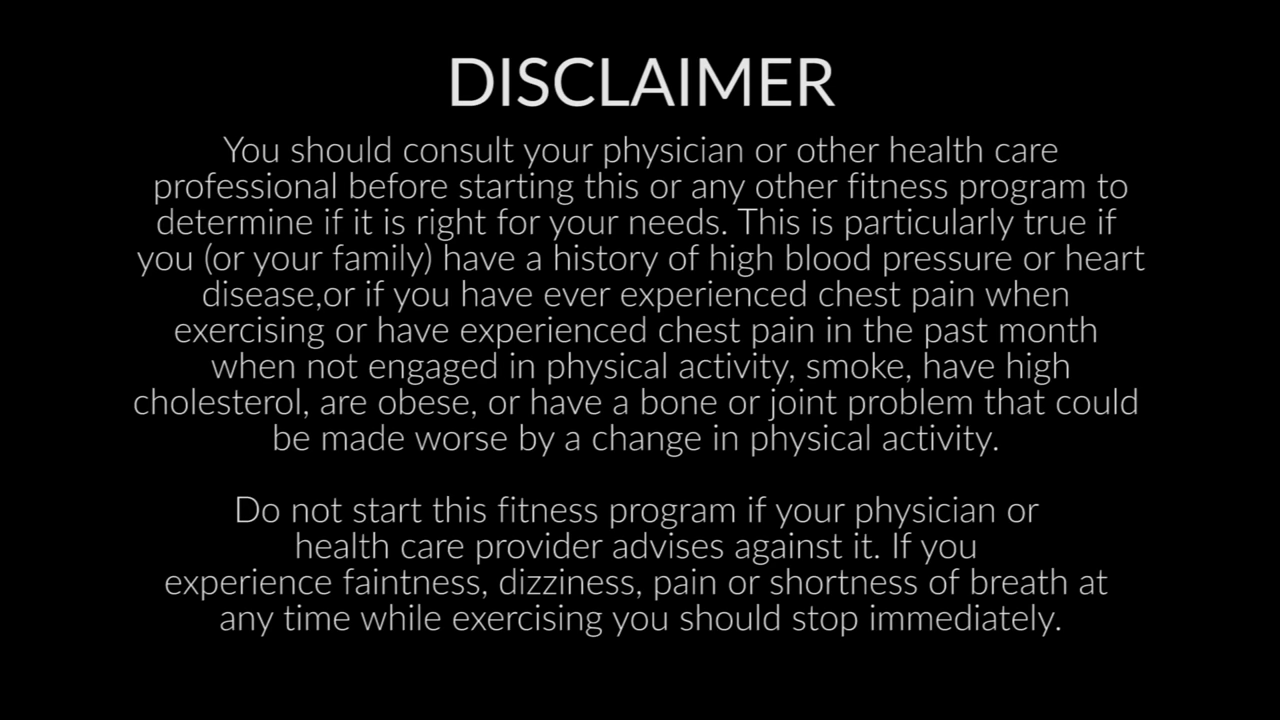 DISCLAIMER
You should consult your physician or other health care
professional before starting this or any other fitness program to
determine if it is right for your needs. This is particularly true if
you (or your family) have a history of high blood pressure or heart
disease,or if you have ever experienced chest pain when
exercising or have experienced chest pain in the past month
when not engaged in physical activity, smoke, have high
cholesterol, are obese, or have a bone or joint problem that could
be made worse by a change in physical activity.
Do not start this fitness program if your physician or
health care provider advises against it. If you
experience faintness, dizziness, pain or shortness of breath at
any time while exercising you should stop immediately.